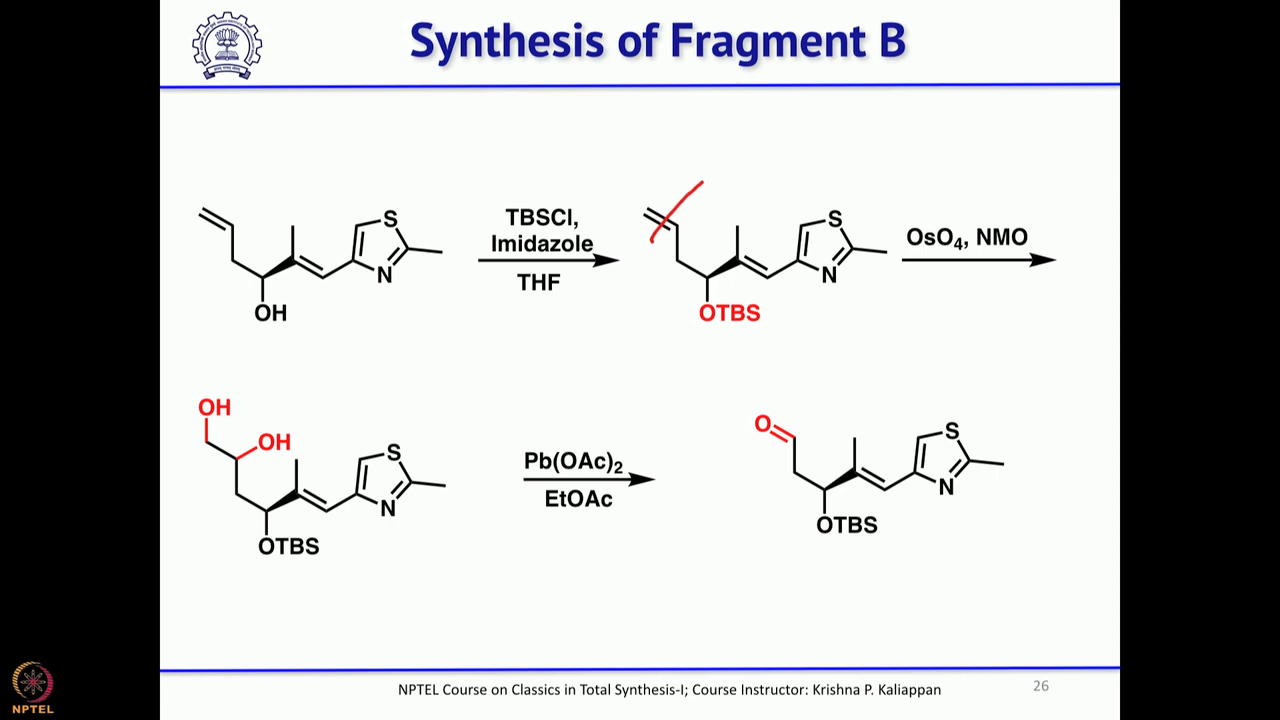 Synthesis of Fragment B
TBSCl,
Imidazole
THF
OsO₄, NMO
S
N
OH
S
N
OTBS
OH
OH
S
N
OTBS
Pb(OAc)₂
EtOAc
O
S
N
OTBS
NPTEL Course on Classics in Total Synthesis-I; Course Instructor: Krishna P. Kaliappan
26
NPTEL